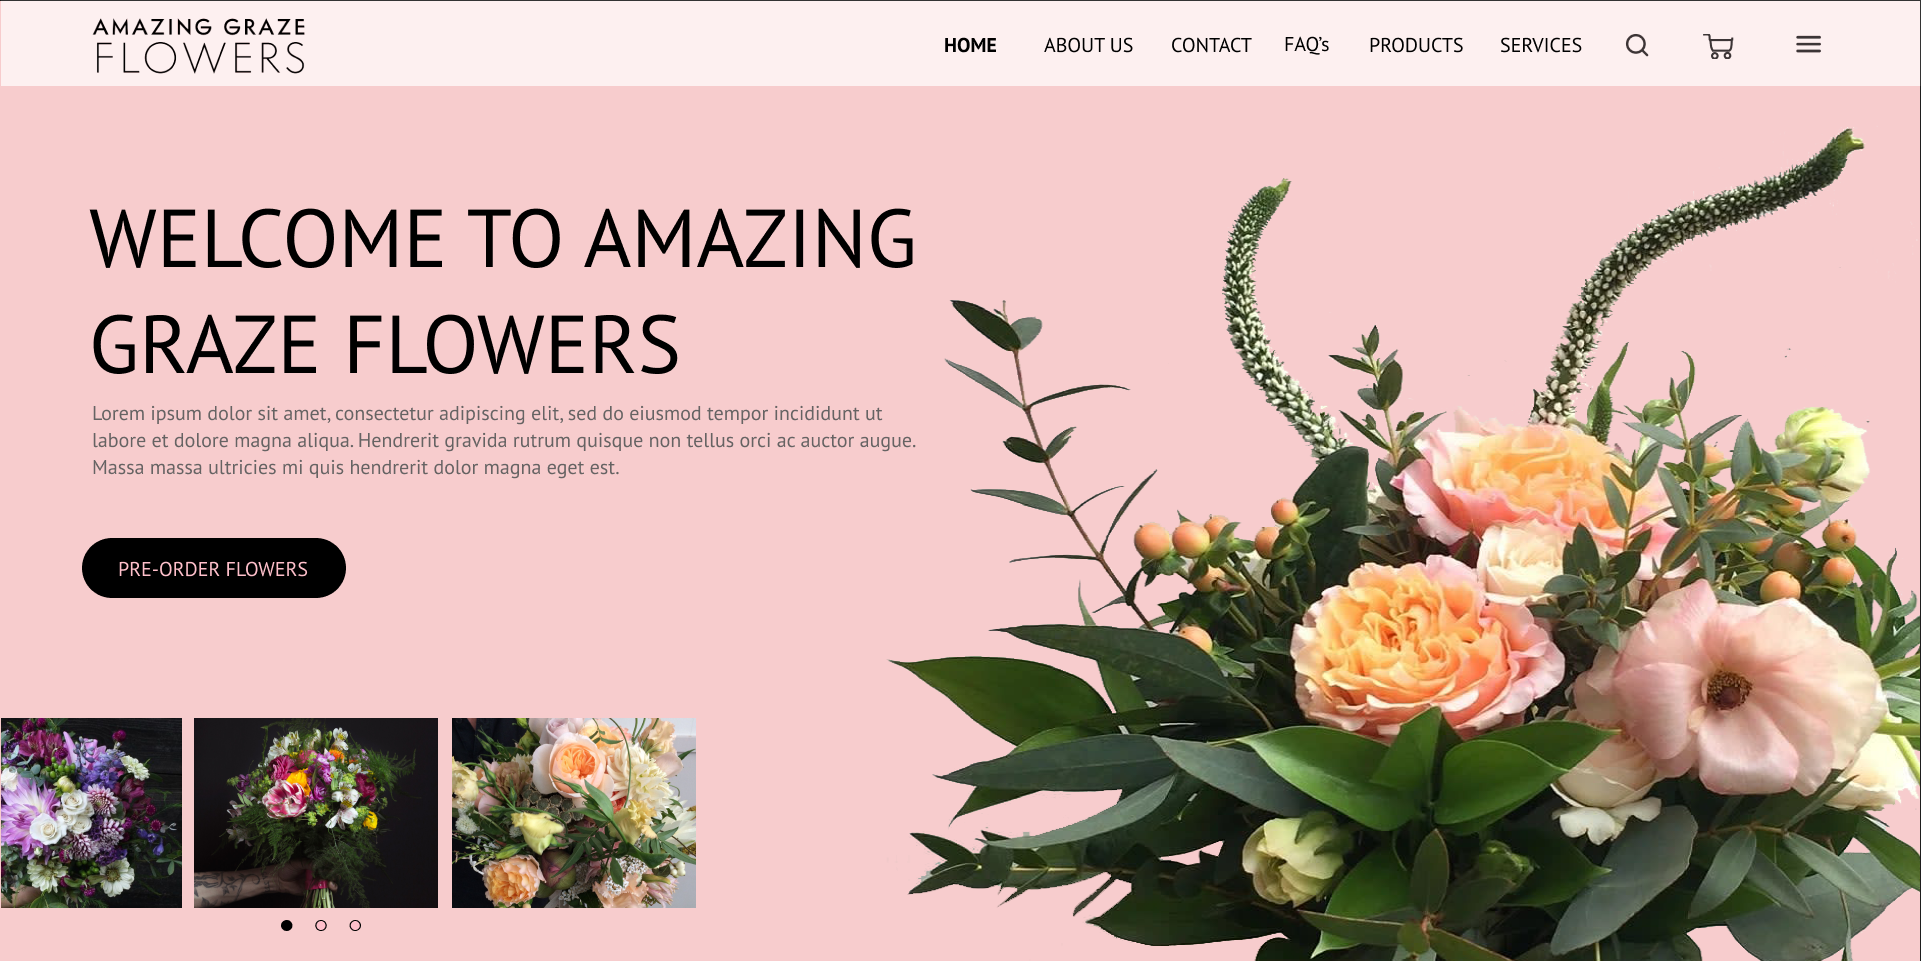 AMAZING GRAZE
FLOWERS
HOME ABOUT US CONTACT FAQ's PRODUCTS SERVICES
WELCOME TO AMAZING
GRAZE FLOWERS
Lorem ipsum dolor sit amet, consectetur adipiscing elit, sed do eiusmod tempor incididunt ut
labore et dolore magna aliqua. Hendrerit gravida rutrum quisque non tellus orci ac auctor augue.
Massa massa ultricies mi quis hendrerit dolor magna eget est.
PRE-ORDER FLOWERS